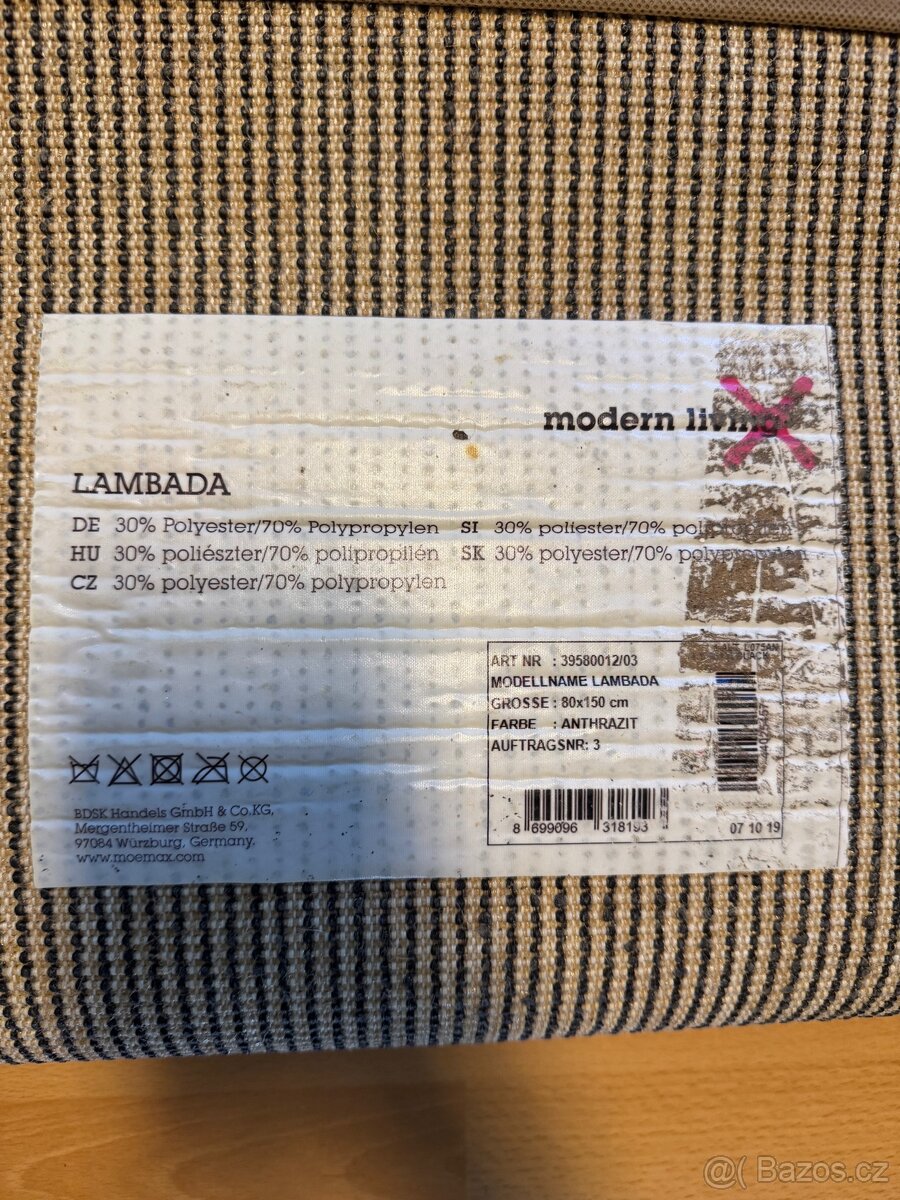 modern living
LAMBADA
DE 30% Polyester/70% Polypropylen SI 30% poliester/70% polipropilen
HU 30% poliészter/70% polipropilén SK 30% polyester/70% polypropylén
CZ 30% polyester/70% polypropylen
ART NR : 39580012/03
MODELLNAME LAMBADA
GROSSE : 80x150 cm
FARBE : ANTHRAZIT
AUFTRAGSNR: 3
BDSK Handels GmbH & Co.KG,
Mergentheimer Straße 59,
97084 Würzburg, Germany.
www.moemax.com
8 699096 318193
07 10 19
@( Bazos.cz